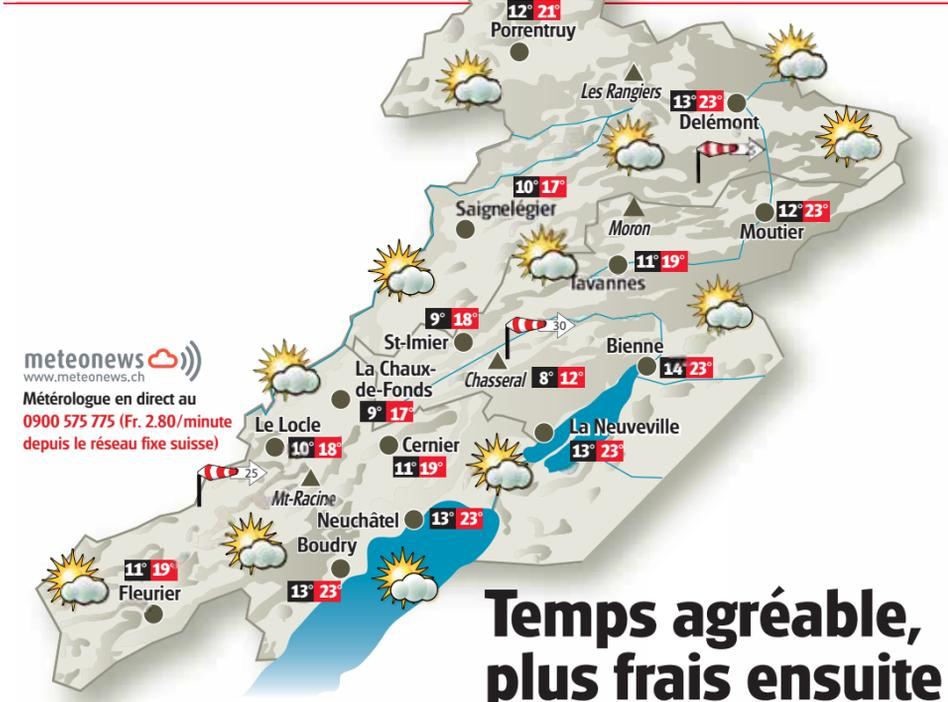 12° 21°
Porrentruy
Les Rangiers
13° 23°
Delémont
10° 17°
Saignelégier
Moron
12° 23°
Moutier
11° 19°
Tavannes
9° 18°
St-Imier
30
Bienne
14° 23°
Chasseral 8° 12°
meteonews
www.meteonews.ch
Météorologue en direct au
0900 575 775 (Fr. 2.80/minute
depuis le réseau fixe suisse)
La Chaux-
de-Fonds
9° 17°
Le Locle
10° 18°
Cernier
11° 19°
La Neuveville
13° 23°
25
Mt-Racine
Neuchâtel 13° 23°
Boudry
13° 23°
11° 19°
Fleurier
Temps agréable,
plus frais ensuite